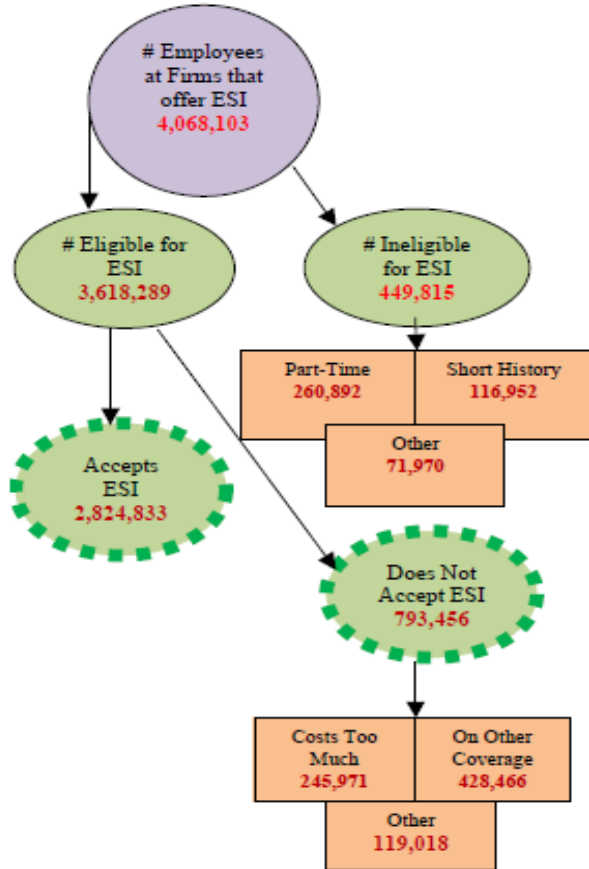 # Employees
at Firms that
offer ESI
4,068,103
# Eligible for
ESI
3,618,289
# Ineligible
for ESI
449,815
Part-Time
260,892
Short History
116,952
Other
71,970
Accepts
ESI
2,824,833
Does Not
Accept ESI
793,456
Costs Too
Much
245,971
On Other
Coverage
428,466
Other
119,018